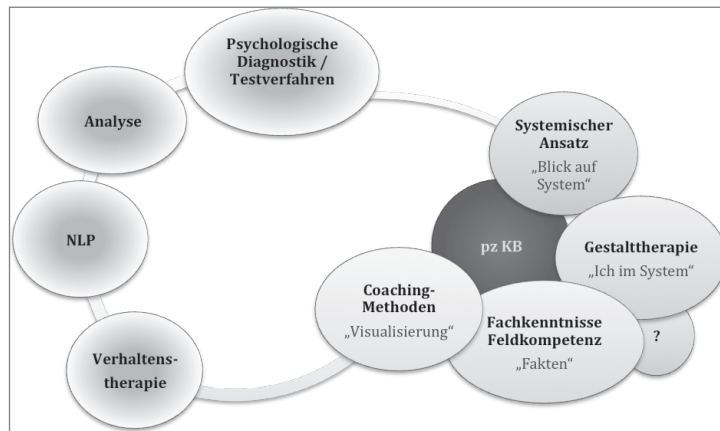 Psychologische
Diagnostik /
Testverfahren
Analyse
NLP
Verhaltens-
therapie
Systemischer
Ansatz
„Blick auf
System“
pz KB
Gestalttherapie
„Ich im System“
Coaching-
Methoden
„Visualisierung“
Fachkenntnisse
Feldkompetenz
„Fakten“
?